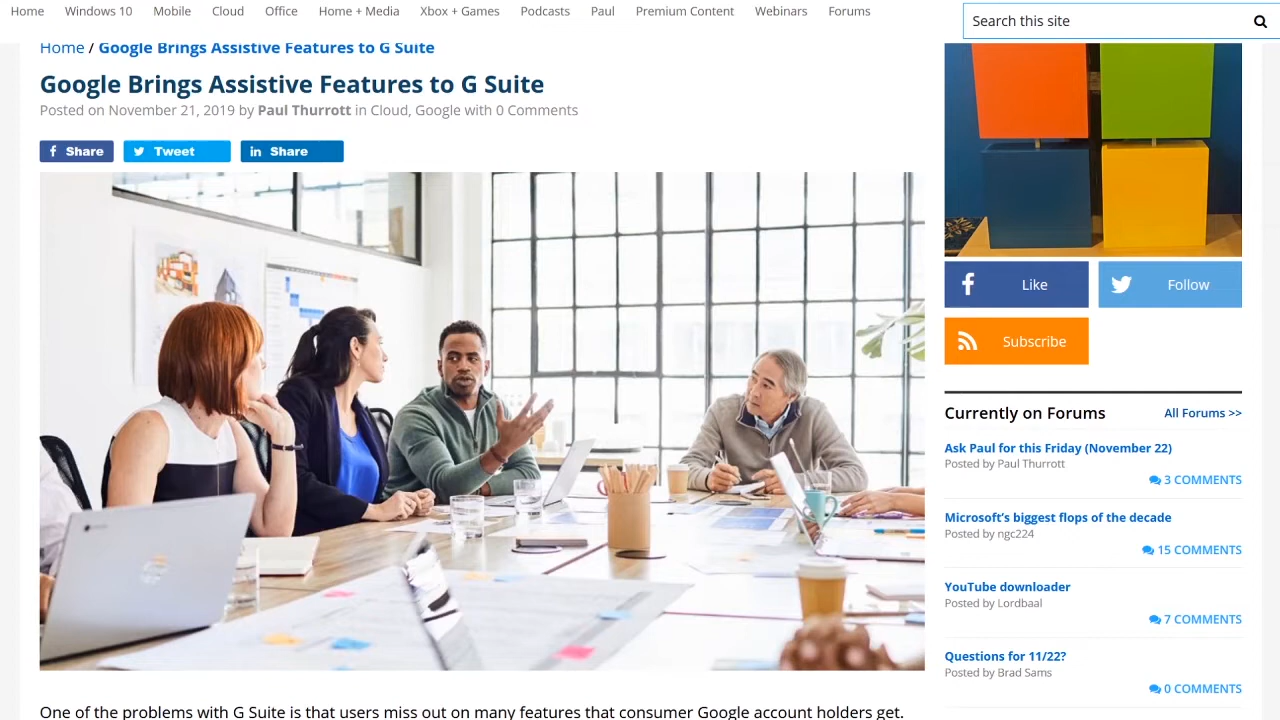 Home Windows 10 Mobile Cloud Office Home + Media Xbox + Games Podcasts Paul Premium Content Webinars Forums
Search this site
Home / Google Brings Assistive Features to G Suite
Google Brings Assistive Features to G Suite
Posted on November 21, 2019 by Paul Thurrott in Cloud, Google with 0 Comments
Share Tweet Share
One of the problems with G Suite is that users miss out on many features that consumer Google account holders get.
Like
Follow
Subscribe
Currently on Forums
All Forums >>
Ask Paul for this Friday (November 22)
Posted by Paul Thurrott
3 COMMENTS
Microsoft's biggest flops of the decade
Posted by ngc224
15 COMMENTS
YouTube downloader
Posted by Lordbaal
7 COMMENTS
Questions for 11/22?
Posted by Brad Sams
0 COMMENTS